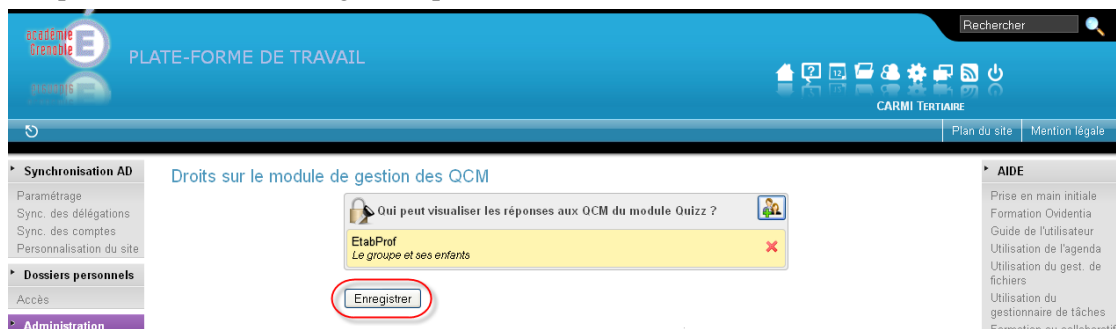 académie
Grenoble
PLATE-FORME DE TRAVAIL
Rechercher
CARMI TERTIAIRE
Plan du site
Mention légale
Synchronisation AD
Paramétrage
Sync. des délégations
Sync. des comptes
Personnalisation du site
Dossiers personnels
Accès
Administration
Droits sur le module de gestion des QCM
Qui peut visualiser les réponses aux QCM du module Quizz ?
EtabProf
Le groupe et ses enfants
Enregistrer
AIDE
Prise en main initiale
Formation Ovidentia
Guide de l'utilisateur
Utilisation de l'agenda
Utilisation du gest. de
fichiers
Utilisation du
gestionnaire de tâches